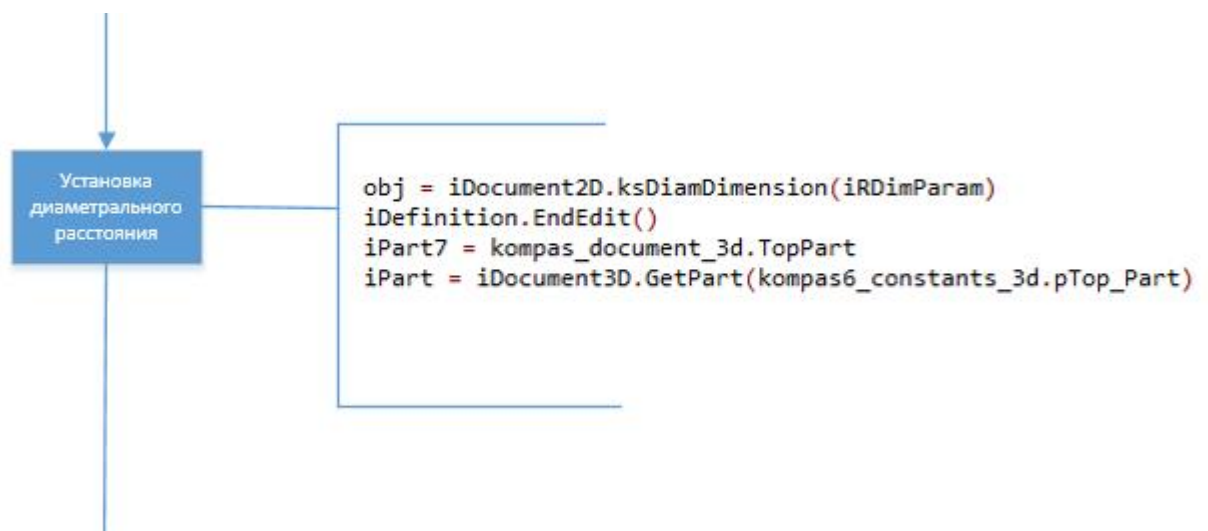 Установка
диаметрального
расстояния
obj = iDocument2D.ksDiamDimension(iRDimParam)
iDefinition.EndEdit()
iPart7 = kompas_document_3d.TopPart
iPart = iDocument3D.GetPart(kompas6_constants_3d.pTop_Part)